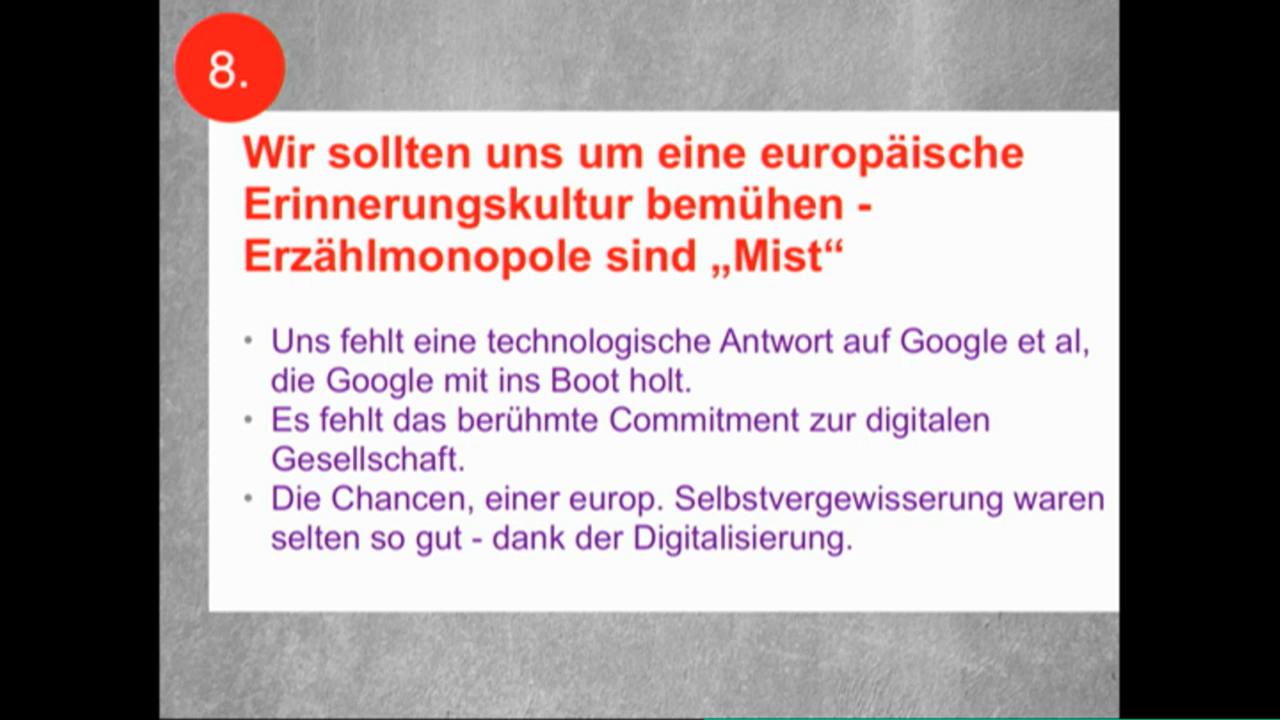 8.
Wir sollten uns um eine europäische
Erinnerungskultur bemühen -
Erzählmonopole sind „Mist“
• Uns fehlt eine technologische Antwort auf Google et al,
die Google mit ins Boot holt.
• Es fehlt das berühmte Commitment zur digitalen
Gesellschaft.
• Die Chancen, einer europ. Selbstvergewisserung waren
selten so gut - dank der Digitalisierung.